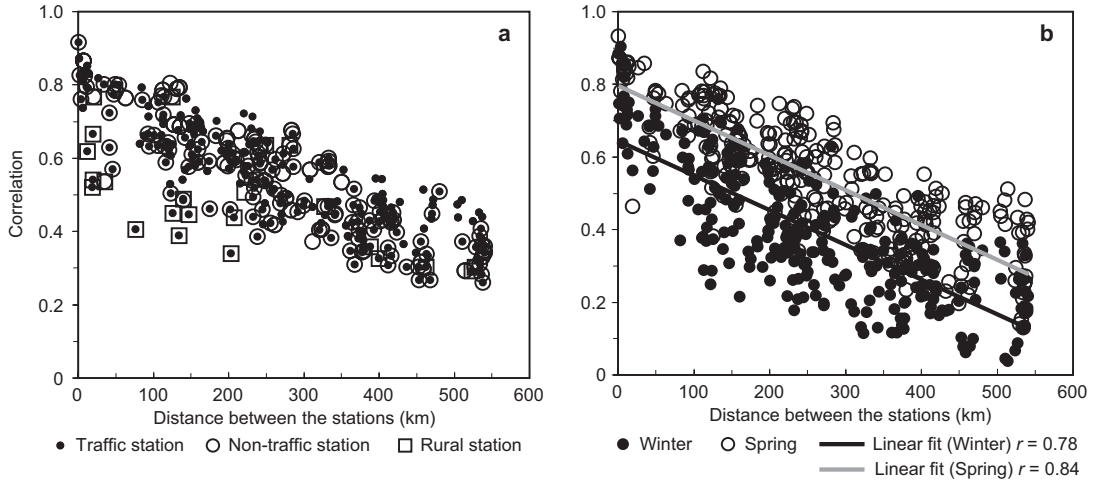 a
1.0
0.8
0.6
0.4
0.2
0
Correlation
0 100 200 300 400 500 600
Distance between the stations (km)
Traffic station Non-traffic station Rural station
b
1.0
0.8
0.6
0.4
0.2
0
0 100 200 300 400 500 600
Distance between the stations (km)
Winter Spring Linear fit (Winter) r = 0.78
Linear fit (Spring) r = 0.84